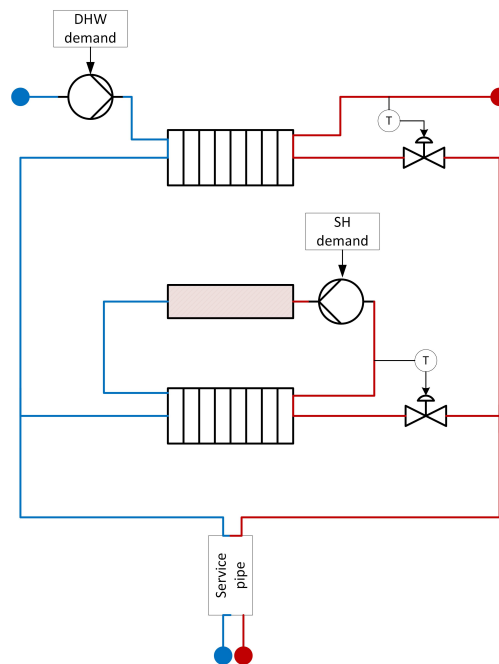 DHW
demand
T
SH
demand
T
Service
pipe